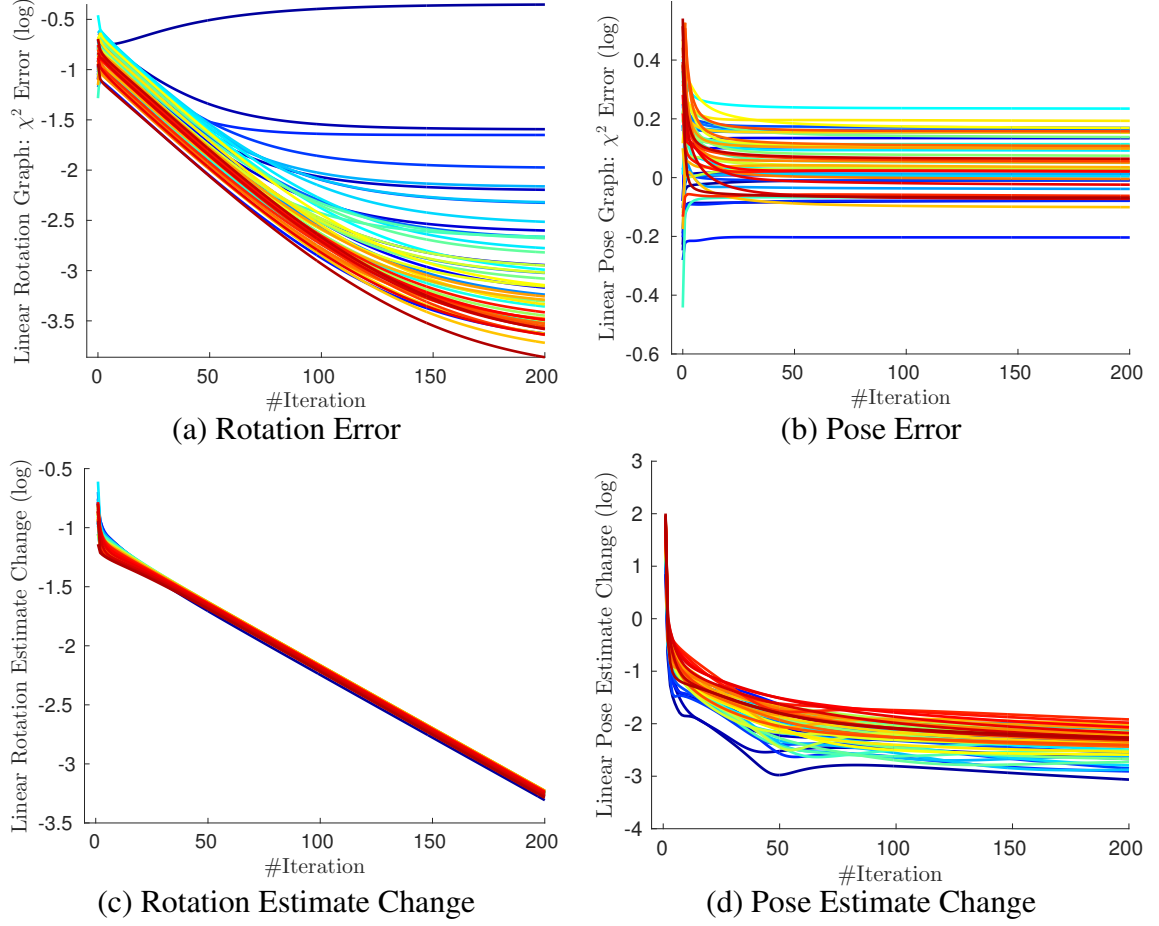 Linear Rotation Graph: χ² Error (log)
-0.5
-1
-1.5
-2
-2.5
-3
-3.5
0 50 100 150 200
#Iteration
(a) Rotation Error
Linear Pose Graph: χ² Error (log)
0.4
0.2
0
-0.2
-0.4
-0.6
0 50 100 150 200
#Iteration
(b) Pose Error
Linear Rotation Estimate Change (log)
-0.5
-1
-1.5
-2
-2.5
-3
-3.5
0 50 100 150 200
#Iteration
(c) Rotation Estimate Change
Linear Pose Estimate Change (log)
3
2
1
0
-1
-2
-3
-4
0 50 100 150 200
#Iteration
(d) Pose Estimate Change